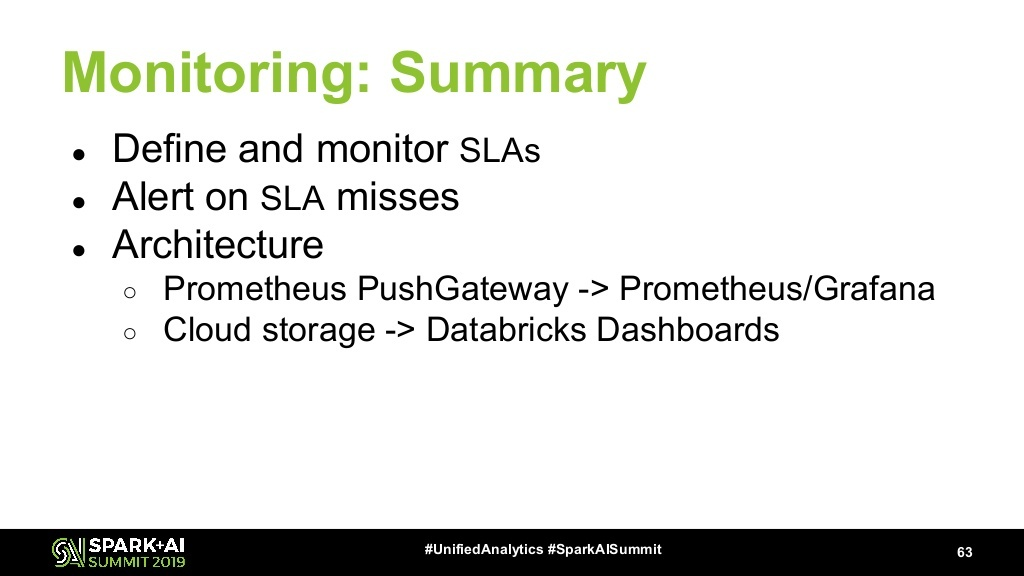 Monitoring: Summary
● Define and monitor SLAs
● Alert on SLA misses
● Architecture
○ Prometheus PushGateway -> Prometheus/Grafana
○ Cloud storage -> Databricks Dashboards
SPARK+AI
SUMMIT 2019
#UnifiedAnalytics #SparkAISummit
63